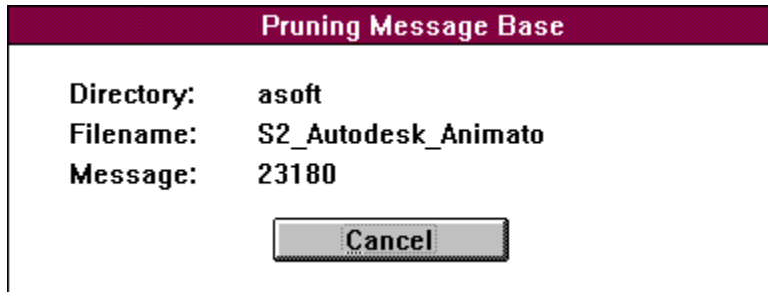 Pruning Message Base
Directory: asoft
Filename: S2_Autodesk_Animato
Message: 23180
Cancel